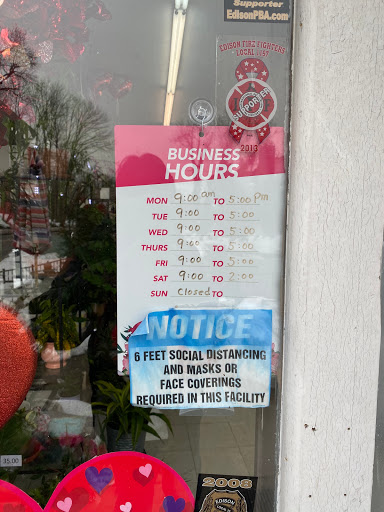 Supporter
EdisonPBA.com
EDISON FIRE FIGHTERS
SUPPORTER
2010
BUSINESS
HOURS
MON 9:00 am TO 5:00 Pm
TUE 9:00 TO 5:00
WED 9:00 TO 5:00
THURS 9:00 TO 5:00
FRI 9:00 TO 5:00
SAT 9:00 TO 2:00
SUN Closed TO
NOTICE
6 FEET SOCIAL DISTANCING
AND MASKS OR
FACE COVERINGS
REQUIRED IN THIS FACILITY
35.00
2008
EDISON